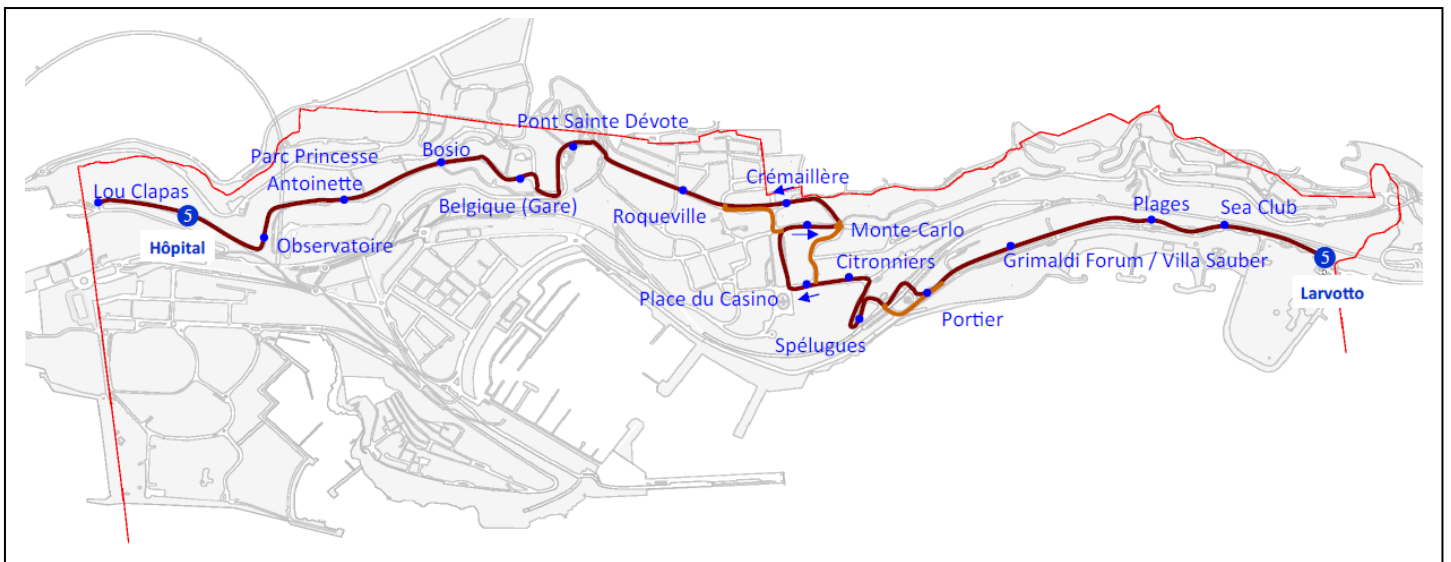 Pont Sainte Dévote
Bosio
Parc Princesse
Antoinette
Crémaillère
Lou Clapas
5
Belgique (Gare)
Roqueville
Plages
Sea Club
Hôpital
Observatoire
Monte-Carlo
Citronniers
Grimaldi Forum / Villa Sauber
5
Place du Casino
Larvotto
Portier
Spélugues